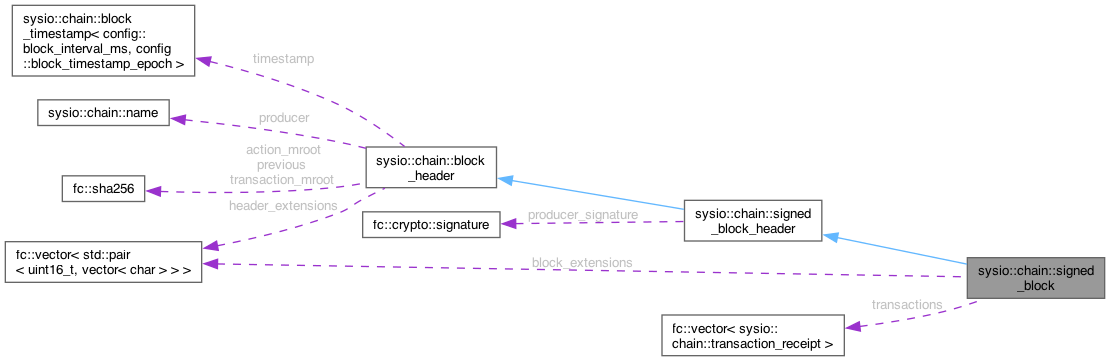 sysio::chain::block
_timestamp< config::
block_interval_ms, config
::block_timestamp_epoch >
timestamp
sysio::chain::name
producer
action_mroot
previous
transaction_mroot
sysio::chain::block
_header
fc::sha256
header_extensions
fc::crypto::signature
producer_signature
sysio::chain::signed
_block_header
fc::vector< std::pair
< uint16_t, vector< char > > >
block_extensions
sysio::chain::signed
_block
transactions
fc::vector< sysio::
chain::transaction_receipt >